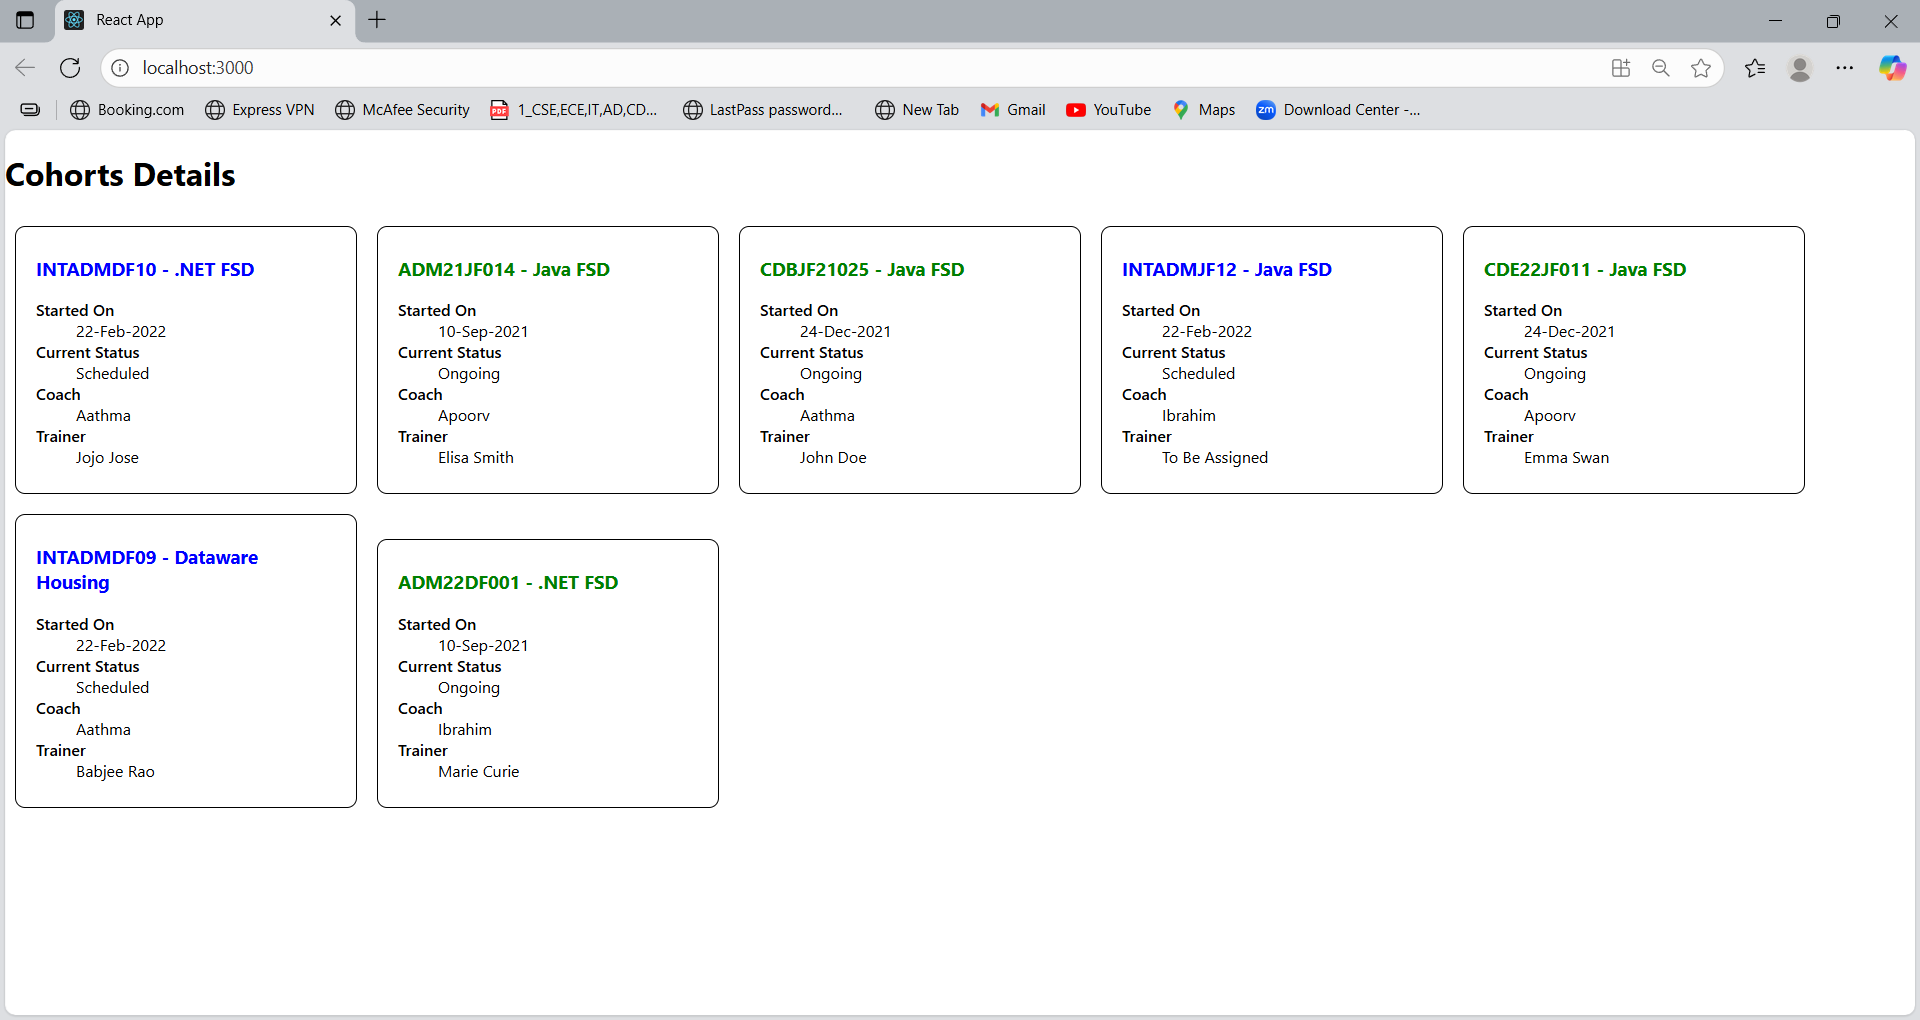 React App
localhost:3000
Booking.com
Express VPN
McAfee Security
PDF
1_CSE,ECE,IT,AD,CD...
LastPass password...
New Tab
Gmail
YouTube
Maps
zm
Download Center -...
Cohorts Details
INTADMDF10 - .NET FSD
Started On
22-Feb-2022
Current Status
Scheduled
Coach
Aathma
Trainer
Jojo Jose
ADM21JF014 - Java FSD
Started On
10-Sep-2021
Current Status
Ongoing
Coach
Apoorv
Trainer
Elisa Smith
CDBJF21025 - Java FSD
Started On
24-Dec-2021
Current Status
Ongoing
Coach
Aathma
Trainer
John Doe
INTADMJF12 - Java FSD
Started On
22-Feb-2022
Current Status
Scheduled
Coach
Ibrahim
Trainer
To Be Assigned
CDE22JF011 - Java FSD
Started On
24-Dec-2021
Current Status
Ongoing
Coach
Apoorv
Trainer
Emma Swan
INTADMDF09 - Dataware
Housing
Started On
22-Feb-2022
Current Status
Scheduled
Coach
Aathma
Trainer
Babjee Rao
ADM22DF001 - .NET FSD
Started On
10-Sep-2021
Current Status
Ongoing
Coach
Ibrahim
Trainer
Marie Curie